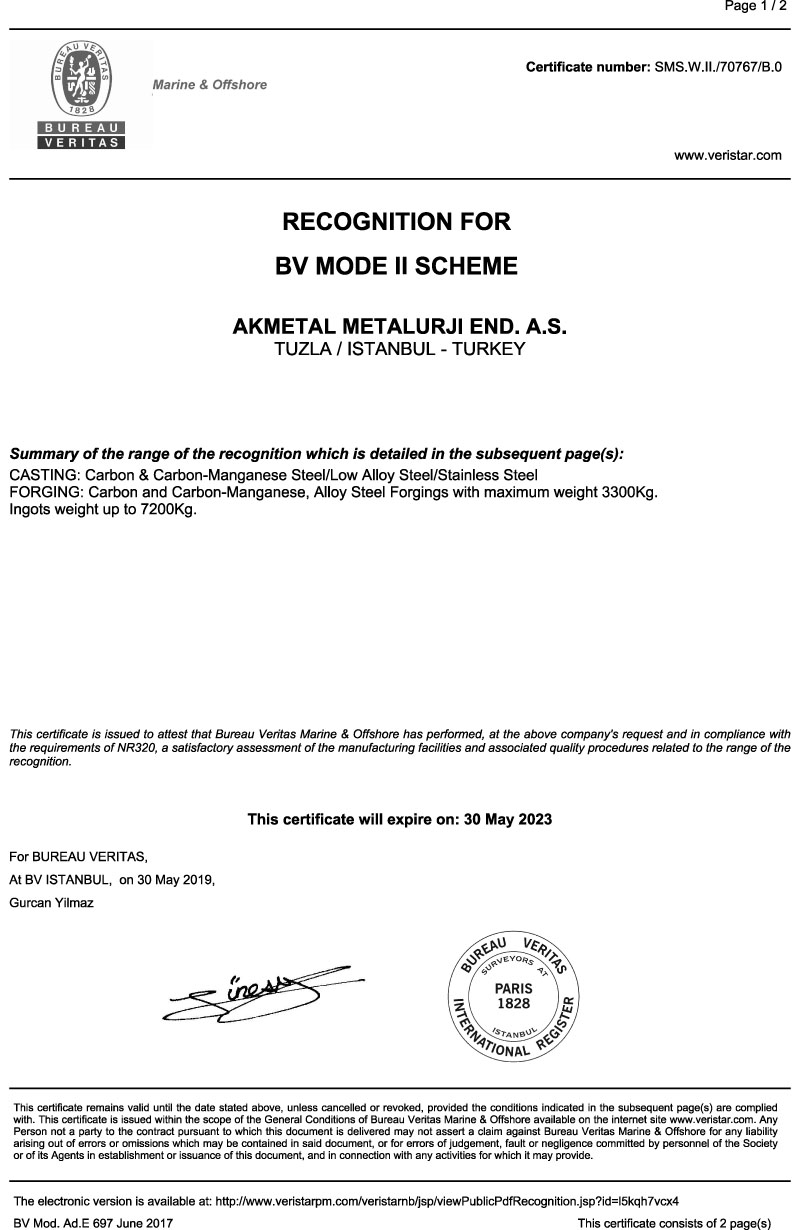 Page 1 / 2
BUREAU VERITAS
1828
BUREAU
VERITAS
Marine & Offshore
Certificate number: SMS.W.II./70767/B.0
www.veristar.com
RECOGNITION FOR
BV MODE II SCHEME
AKMETAL METALURJI END. A.S.
TUZLA / ISTANBUL - TURKEY
Summary of the range of the recognition which is detailed in the subsequent page(s):
CASTING: Carbon & Carbon-Manganese Steel/Low Alloy Steel/Stainless Steel
FORGING: Carbon and Carbon-Manganese, Alloy Steel Forgings with maximum weight 3300Kg.
Ingots weight up to 7200Kg.
This certificate is issued to attest that Bureau Veritas Marine & Offshore has performed, at the above company's request and in compliance with
the requirements of NR320, a satisfactory assessment of the manufacturing facilities and associated quality procedures related to the range of the
recognition.
This certificate will expire on: 30 May 2023
For BUREAU VERITAS,
At BV ISTANBUL, on 30 May 2019,
Gurcan Yilmaz
BUREAU VERITAS
SURVEYORS AT
PARIS
1828
ISTANBUL
INTERNATIONAL REGISTER
This certificate remains valid until the date stated above, unless cancelled or revoked, provided the conditions indicated in the subsequent page(s) are complied
with. This certificate is issued within the scope of the General Conditions of Bureau Veritas Marine & Offshore available on the internet site www.veristar.com. Any
Person not a party to the contract pursuant to which this document is delivered may not assert a claim against Bureau Veritas Marine & Offshore for any liability
arising out of errors or omissions which may be contained in said document, or for errors of judgement, fault or negligence committed by personnel of the Society
or of its Agents in establishment or issuance of this document, and in connection with any activities for which it may provide.
The electronic version is available at: http://www.veristarpm.com/veristarnb/jsp/viewPublicPdfRecognition.jsp?id=l5kqh7vcx4
BV Mod. Ad.E 697 June 2017
This certificate consists of 2 page(s)